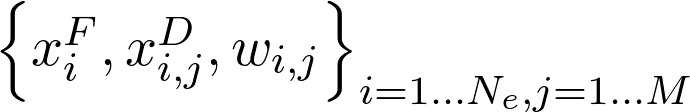 $\left\{x_i^F, x_{i,j}^D, w_{i,j}\right\}_{i=1 \ldots N_e, j=1 \ldots M}$